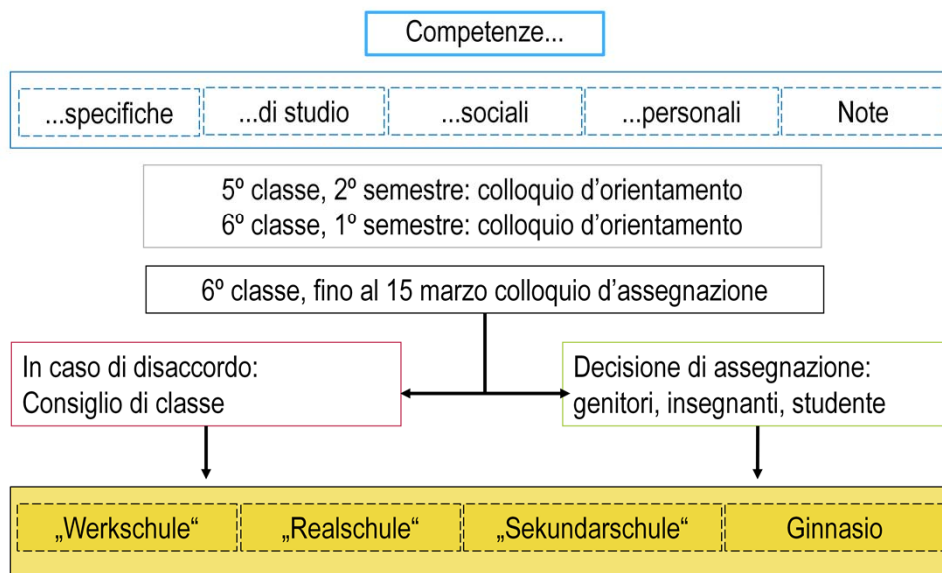 Competenze...
...specifiche
...di studio
...sociali
...personali
Note
5º classe, 2º semestre: colloquio d’orientamento
6º classe, 1º semestre: colloquio d’orientamento
6º classe, fino al 15 marzo colloquio d’assegnazione
In caso di disaccordo:
Consiglio di classe
Decisione di assegnazione:
genitori, insegnanti, studente
„Werkschule“
„Realschule“
„Sekundarschule“
Ginnasio